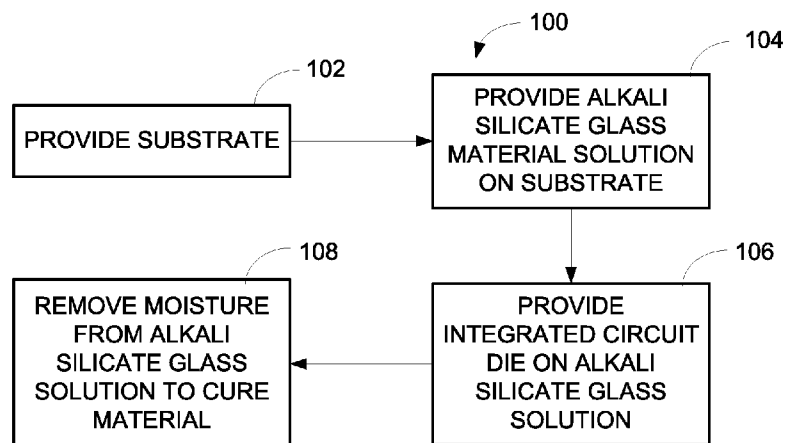 100
102
PROVIDE SUBSTRATE
104
PROVIDE ALKALI
SILICATE GLASS
MATERIAL SOLUTION
ON SUBSTRATE
106
PROVIDE
INTEGRATED CIRCUIT
DIE ON ALKALI
SILICATE GLASS
SOLUTION
108
REMOVE MOISTURE
FROM ALKALI
SILICATE GLASS
SOLUTION TO CURE
MATERIAL